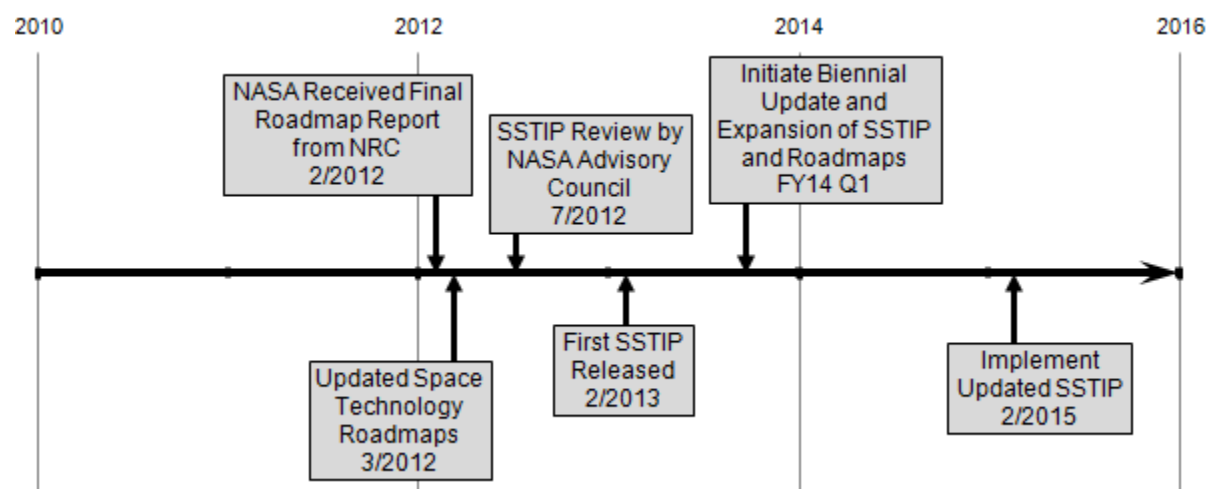 2010
2012
2014
2016
NASA Received Final
Roadmap Report
from NRC
2/2012
SSTIP Review by
NASA Advisory
Council
7/2012
Initiate Biennial
Update and
Expansion of SSTIP
and Roadmaps
FY14 Q1
Updated Space
Technology
Roadmaps
3/2012
First SSTIP
Released
2/2013
Implement
Updated SSTIP
2/2015